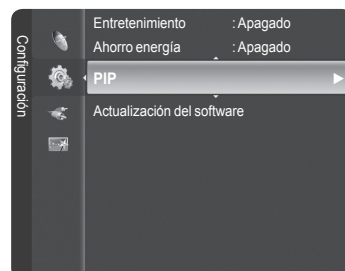 Configuración
Entretenimiento : Apagado
Ahorro energía : Apagado
PIP
Actualización del software